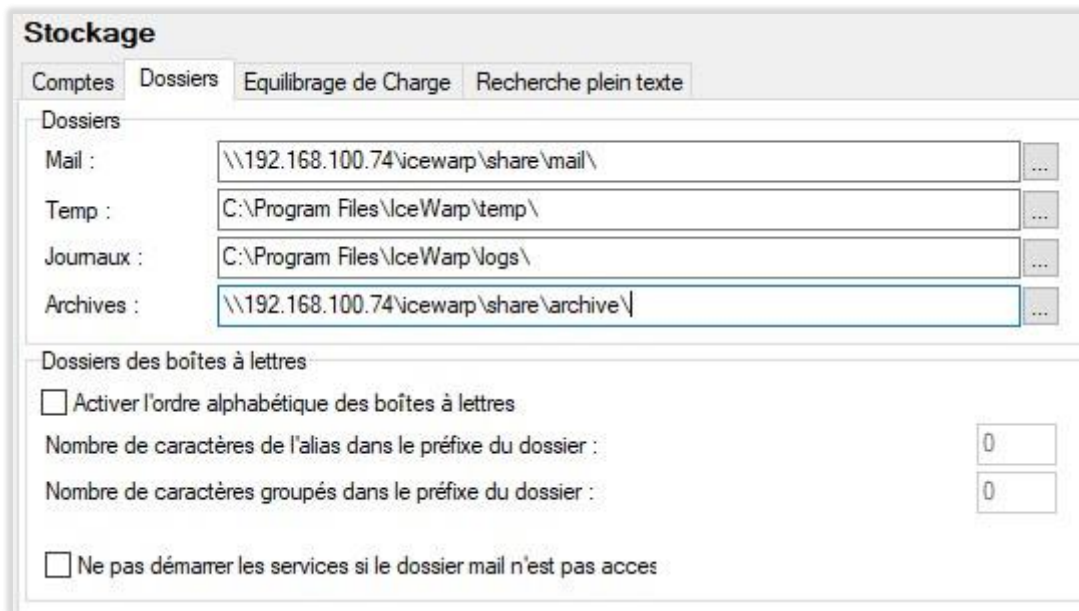 Stockage
Comptes Dossiers Equilibrage de Charge Recherche plein texte
Dossiers
Mail : \\192.168.100.74\icewarp\share\mail\ ...
Temp : C:\Program Files\IceWarp\temp\ ...
Journaux : C:\Program Files\IceWarp\logs\ ...
Archives : \\192.168.100.74\icewarp\share\archive\ ...
Dossiers des boîtes à lettres
Activer l'ordre alphabétique des boîtes à lettres
Nombre de caractères de l'alias dans le préfixe du dossier : 0
Nombre de caractères groupés dans le préfixe du dossier : 0
Ne pas démarrer les services si le dossier mail n'est pas acces